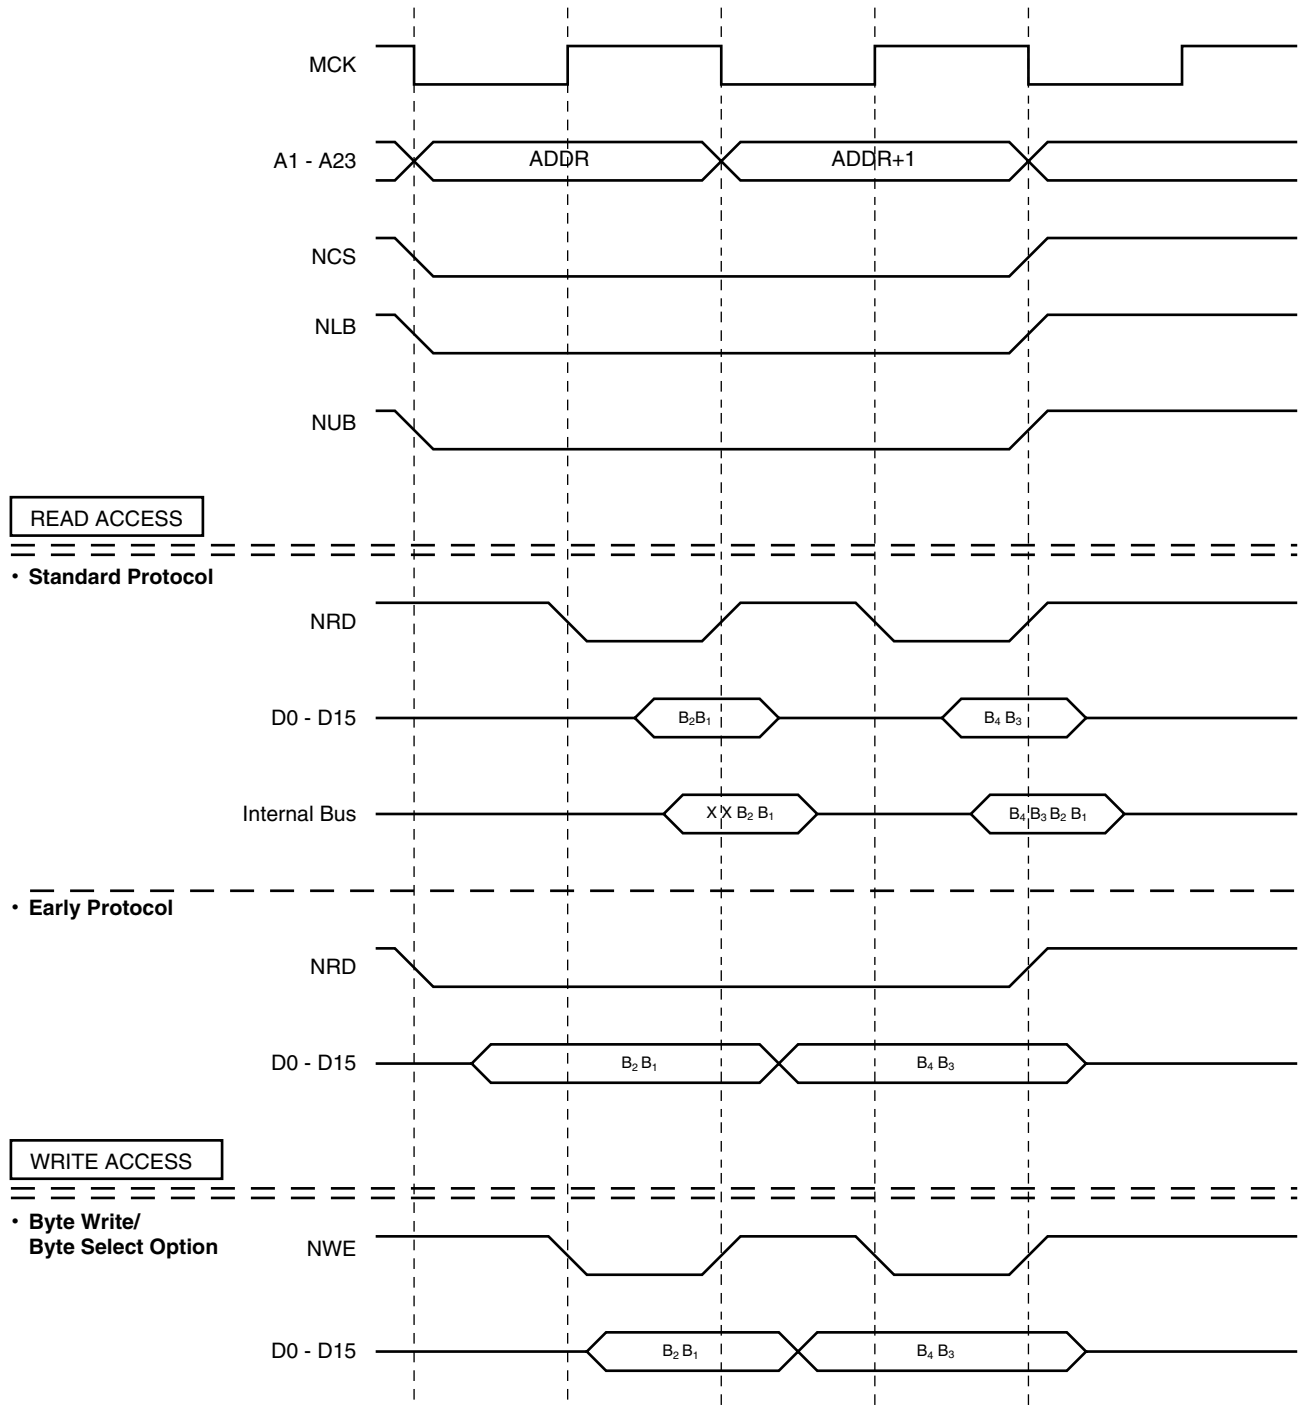 MCK
A1 - A23
ADDR
ADDR+1
NCS
NLB
NUB
READ ACCESS
• Standard Protocol
NRD
D0 - D15
B₂B₁
B₄ B₃
Internal Bus
X X B₂ B₁
B₄ B₃ B₂ B₁
• Early Protocol
NRD
D0 - D15
B₂ B₁
B₄ B₃
WRITE ACCESS
• Byte Write/
Byte Select Option
NWE
D0 - D15
B₂ B₁
B₄ B₃